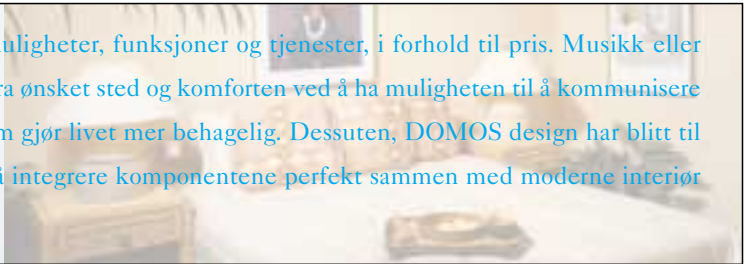 muligheter, funksjoner og tjenester, i forhold til pris. Musikk eller
fra ønsket sted og komforten ved å ha muligheten til å kommunisere
gjør livet mer behagelig. Dessuten, DOMOS design har blitt til
integrere komponentene perfekt sammen med moderne interiør